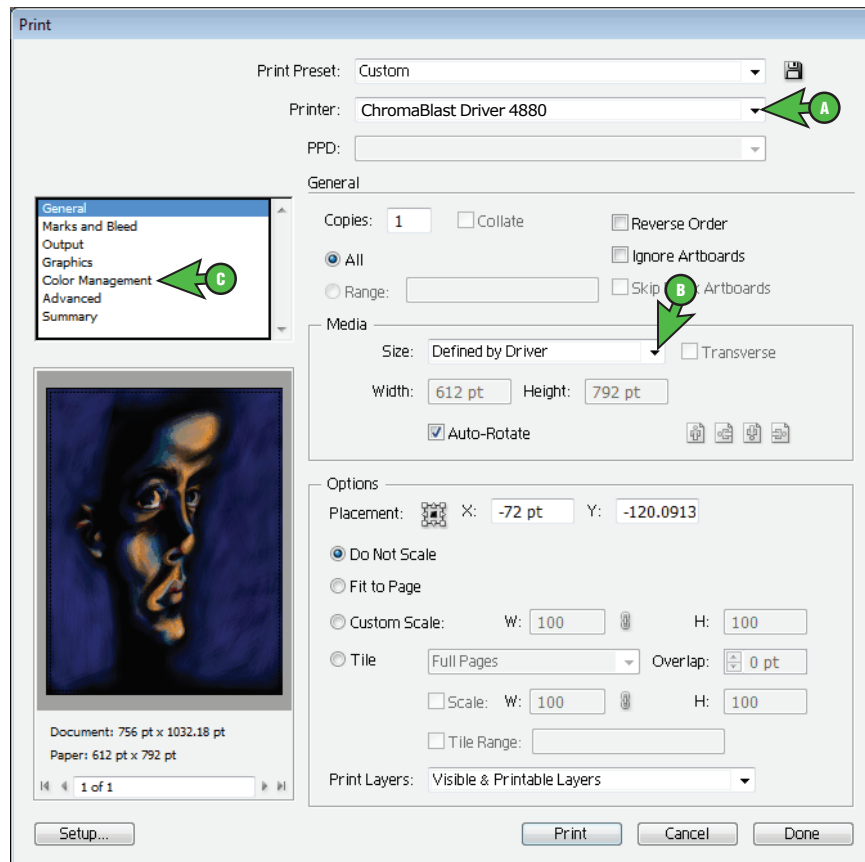 Print
Print Preset: Custom
Printer: ChromaBlast Driver 4880
A
PPD:
General
Marks and Bleed
Output
Graphics
Color Management
Advanced
Summary
C
General
Copies: 1 Collate Reverse Order
All Ignore Artboards
Range: Skip Artboards
B
Media
Size: Defined by Driver Transverse
Width: 612 pt Height: 792 pt
Auto-Rotate
Options
Placement: X: -72 pt Y: -120.0913
Do Not Scale
Fit to Page
Custom Scale: W: 100 H: 100
Tile Full Pages Overlap: 0 pt
Scale: W: 100 H: 100
Tile Range:
Print Layers: Visible & Printable Layers
Document: 756 pt x 1032.18 pt
Paper: 612 pt x 792 pt
1 of 1
Setup... Print Cancel Done